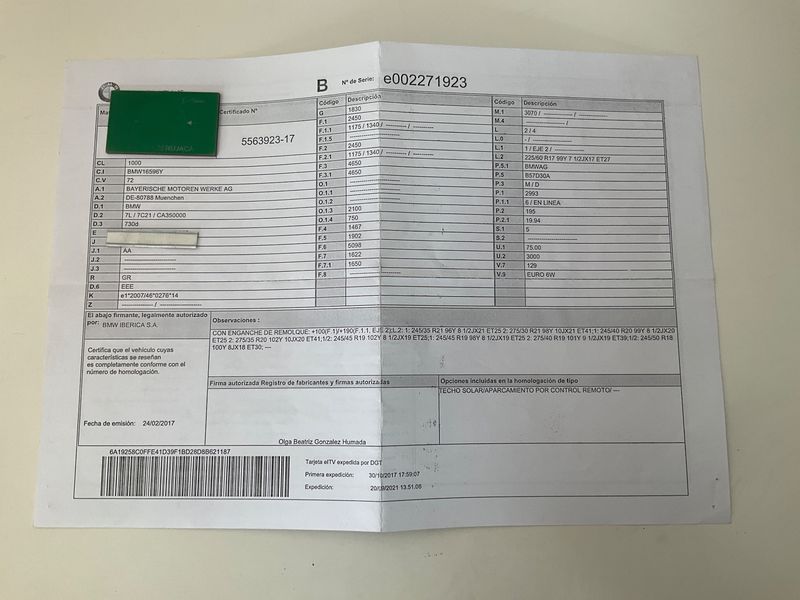 B Nº de Serie: e002271923
Certificado Nº
5563923-17
CL 1000
C.I BMW16596Y
C.V 72
A.1 BAYERISCHE MOTOREN WERKE AG
A.2 DE-80788 Muenchen
D.1 BMW
D.2 7L / 7C21 / CA350000
D.3 730d
E
J
J.1 AA
J.2 --------------------
J.3 --------------------
R GR
D.6 EEE
K e1*2007/46*0276*14
Z ------------ / ---------------
Código Descripción
G 1830
F.1 2450
F.1.1 1175 / 1340 / ----------- / -----------
F.1.5 --------------------
F.2 2450
F.2.1 1175 / 1340 / ----------- / -----------
F.3 4650
F.3.1 4650
O.1 --------------------
O.1.1 --------------------
O.1.2 --------------------
O.1.3 2100
O.1.4 750
F.4 1467
F.5 1902
F.6 5098
F.7 1622
F.7.1 1650
F.8 --------------------
Código Descripción
M.1 3070 / ----------- / -----------
M.4 ------------- /
L 2 / 4
L.0 - / -----------
L.1 1 / EJE 2 / -----------
L.2 225/60 R17 99Y 7 1/2JX17 ET27
P.5.1 BMWAG
P.5 B57D30A
P.3 M / D
P.1 2993
P.1.1 6 / EN LINEA
P.2 195
P.2.1 19.94
S.1 5
S.2 --------------------
U.1 75.00
U.2 3000
V.7 129
V.9 EURO 6W
El abajo firmante, legalmente autorizado
por: BMW IBERICA S.A.
Certifica que el vehículo cuyas
características se reseñan
es completamente conforme con el
número de homologación.
Fecha de emisión: 24/02/2017
Observaciones :
CON ENGANCHE DE REMOLQUE: +100(F.1)/+190(F.1.1, EJE 2);L.2: 1: 245/35 R21 96Y 8 1/2JX21 ET25 2: 275/30 R21 98Y 10JX21 ET41;1: 245/40 R20 99Y 8 1/2JX20
ET25 2: 275/35 R20 102Y 10JX20 ET41;1/2: 245/45 R19 102Y 8 1/2JX19 ET25;1: 245/45 R19 98Y 8 1/2JX19 ET25 2: 275/40 R19 101Y 9 1/2JX19 ET39;1/2: 245/50 R18
100Y 8JX18 ET30; ---
Firma autorizada Registro de fabricantes y firmas autorizadas
Olga Beatriz Gonzalez Humada
Opciones incluidas en la homologación de tipo
TECHO SOLAR/APARCAMIENTO POR CONTROL REMOTO/ ---
6A19258C0FFE41D39F1BD28D8B621187
Tarjeta eITV expedida por DGT
Primera expedición: 30/10/2017 17:59:07
Expedición: